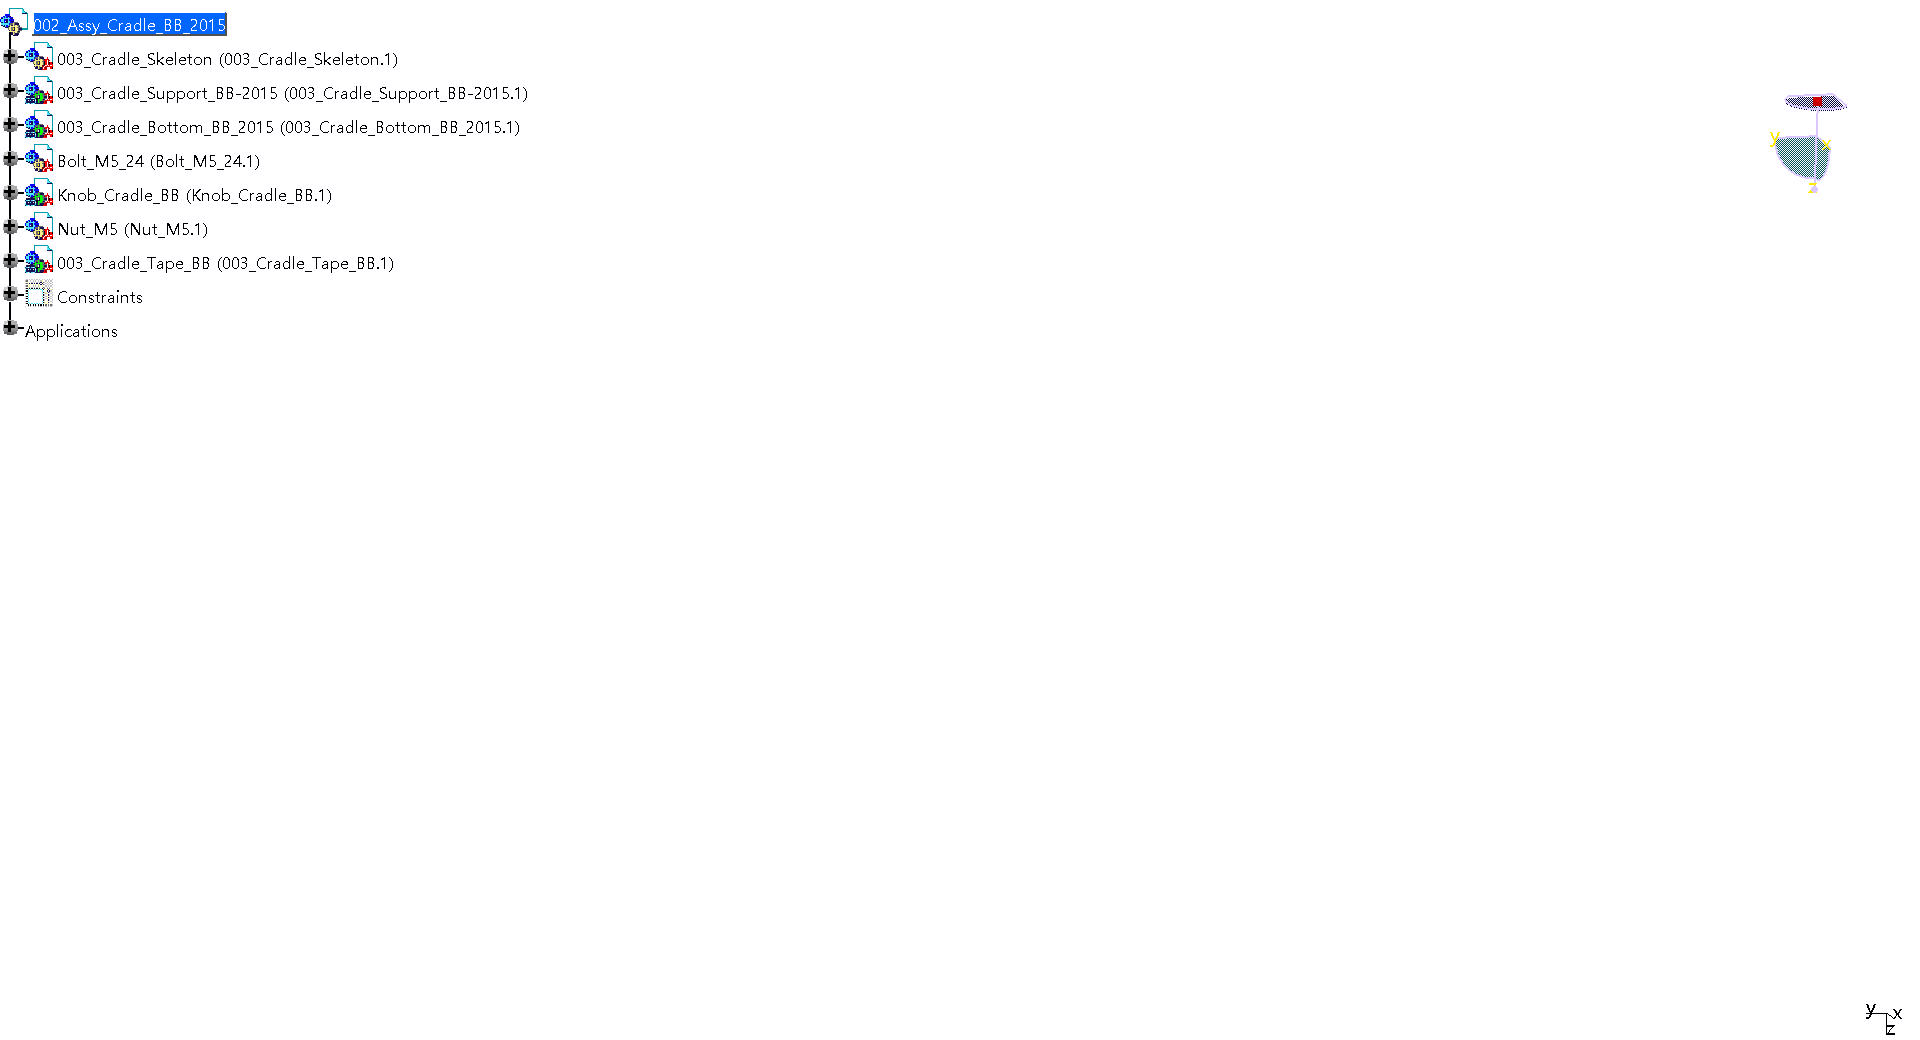 002_Assy_Cradle_BB_2015
003_Cradle_Skeleton (003_Cradle_Skeleton.1)
003_Cradle_Support_BB-2015 (003_Cradle_Support_BB-2015.1)
003_Cradle_Bottom_BB_2015 (003_Cradle_Bottom_BB_2015.1)
Bolt_M5_24 (Bolt_M5_24.1)
Knob_Cradle_BB (Knob_Cradle_BB.1)
Nut_M5 (Nut_M5.1)
003_Cradle_Tape_BB (003_Cradle_Tape_BB.1)
Constraints
Applications
y x
z
y x
z